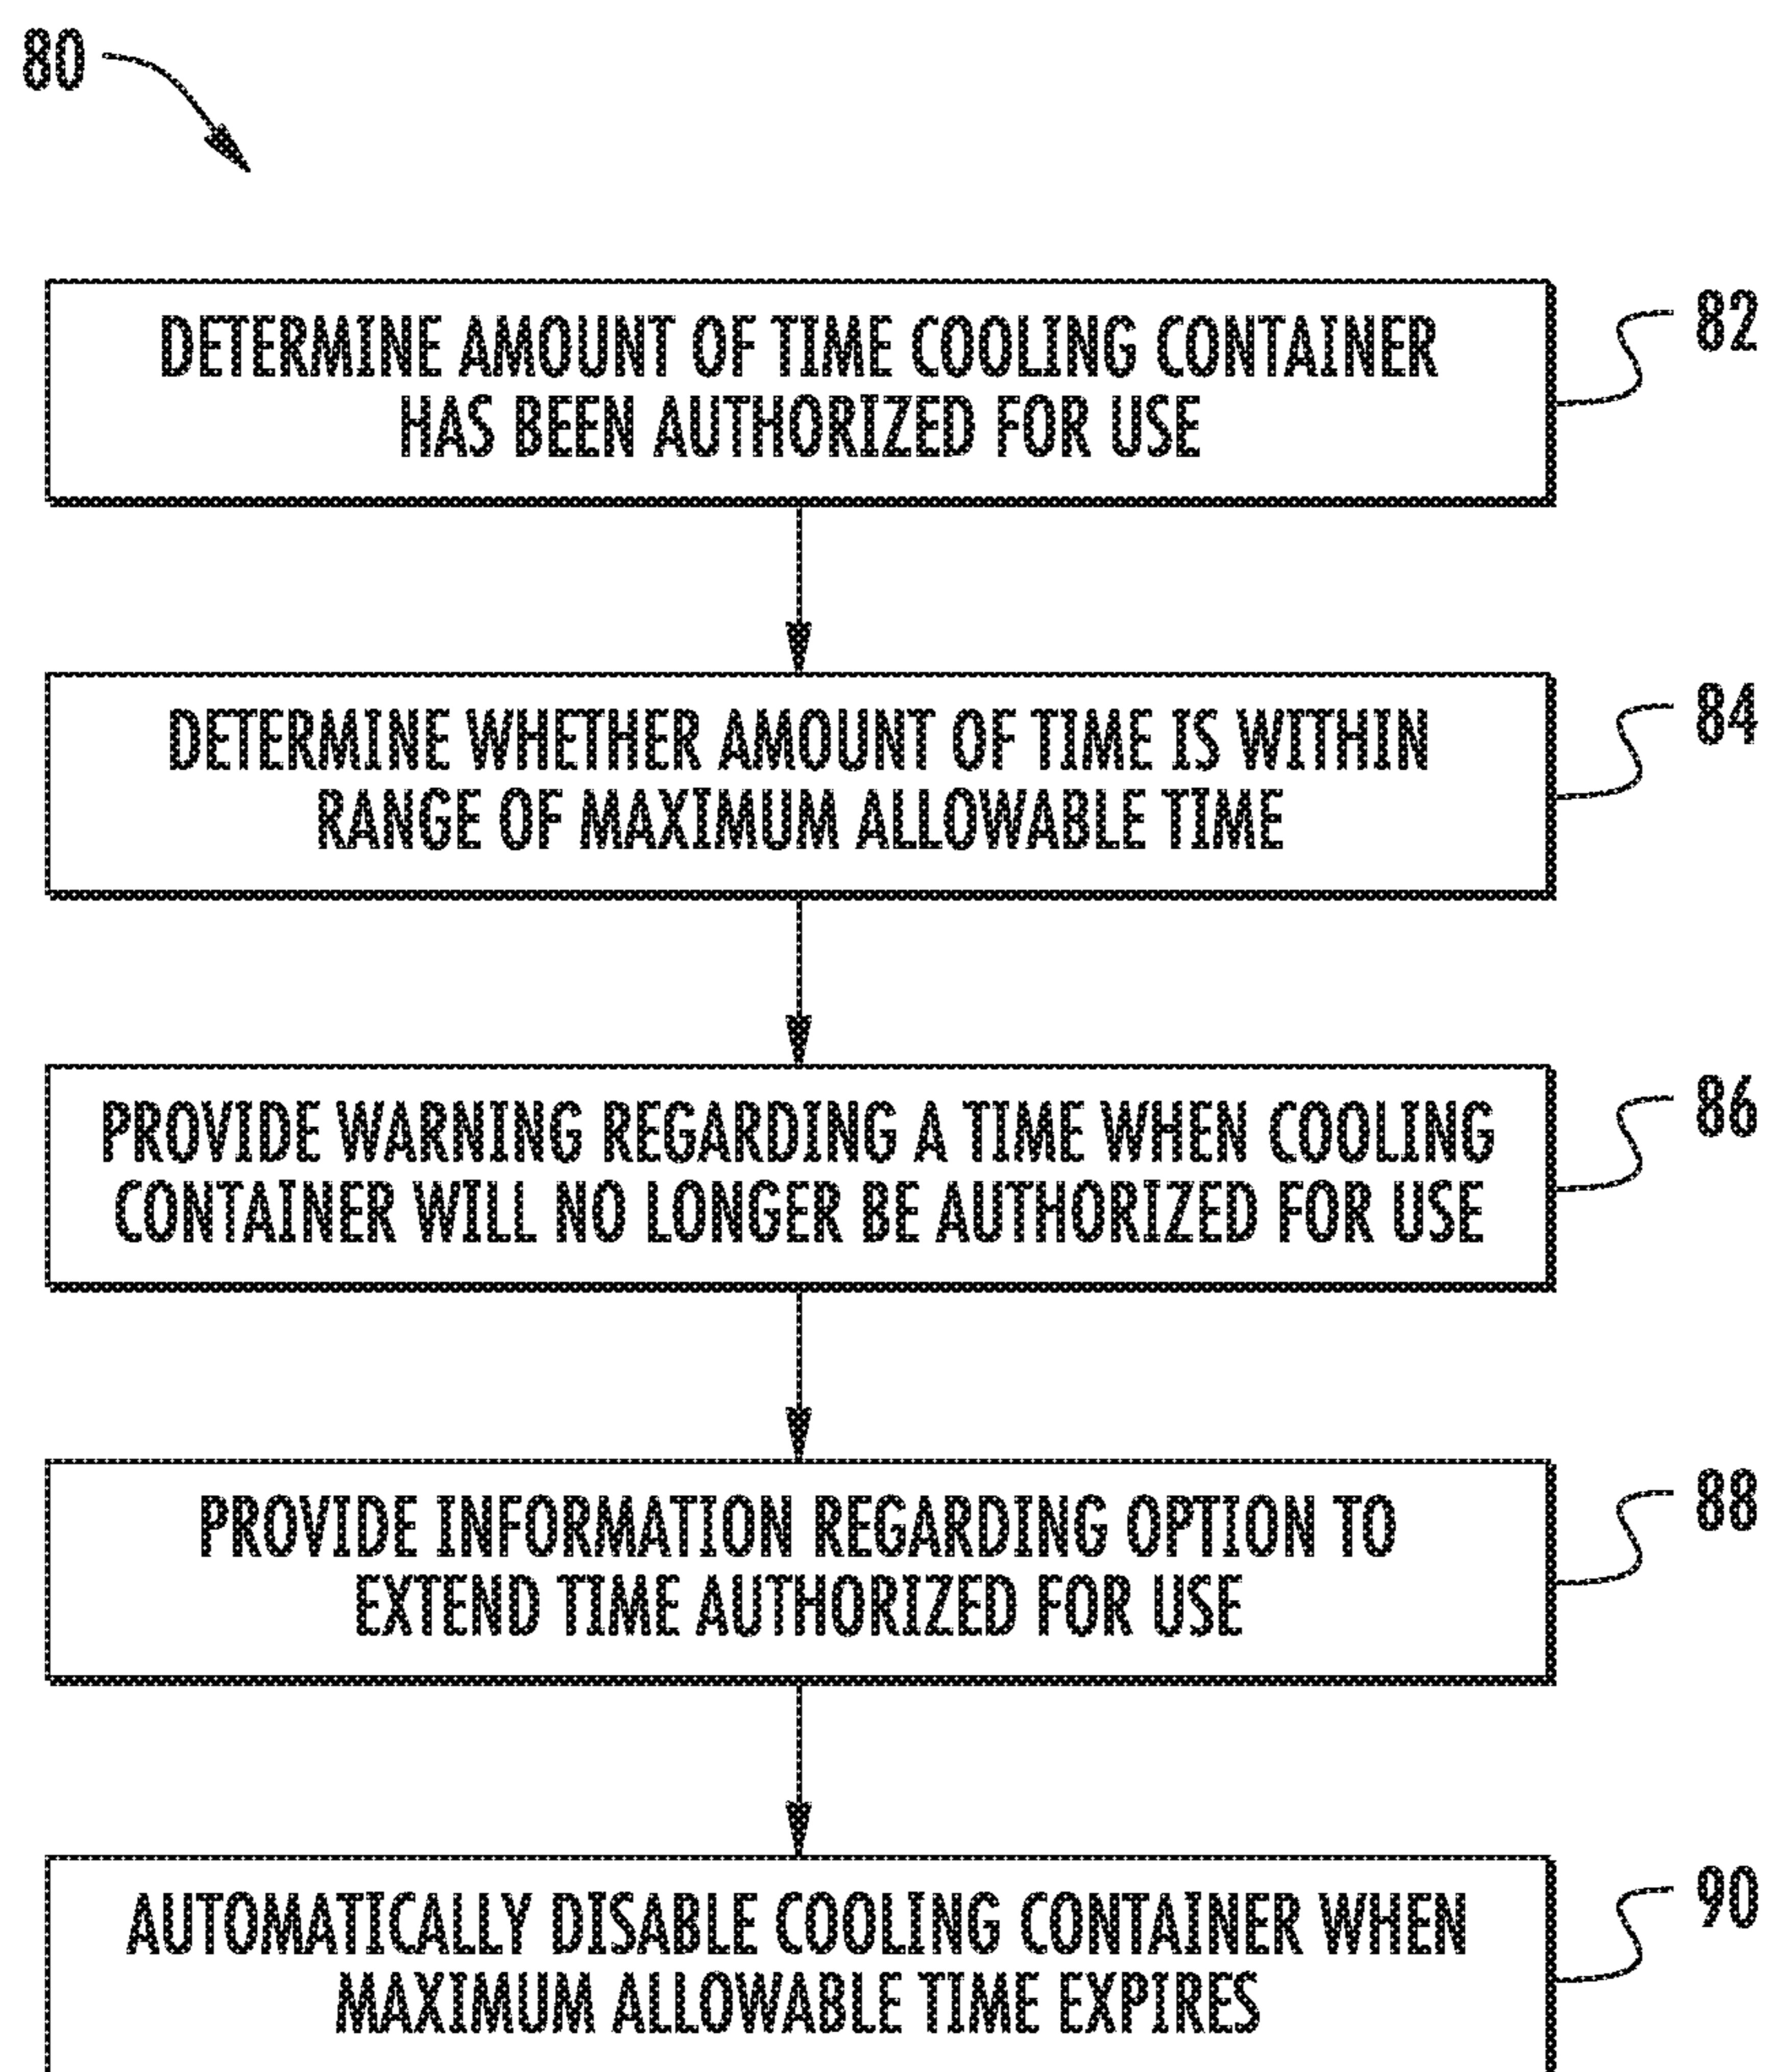 80
DETERMINE AMOUNT OF TIME COOLING CONTAINER
HAS BEEN AUTHORIZED FOR USE
82
DETERMINE WHETHER AMOUNT OF TIME IS WITHIN
RANGE OF MAXIMUM ALLOWABLE TIME
84
PROVIDE WARNING REGARDING A TIME WHEN COOLING
CONTAINER WILL NO LONGER BE AUTHORIZED FOR USE
86
PROVIDE INFORMATION REGARDING OPTION TO
EXTEND TIME AUTHORIZED FOR USE
88
AUTOMATICALLY DISABLE COOLING CONTAINER WHEN
MAXIMUM ALLOWABLE TIME EXPIRES
90